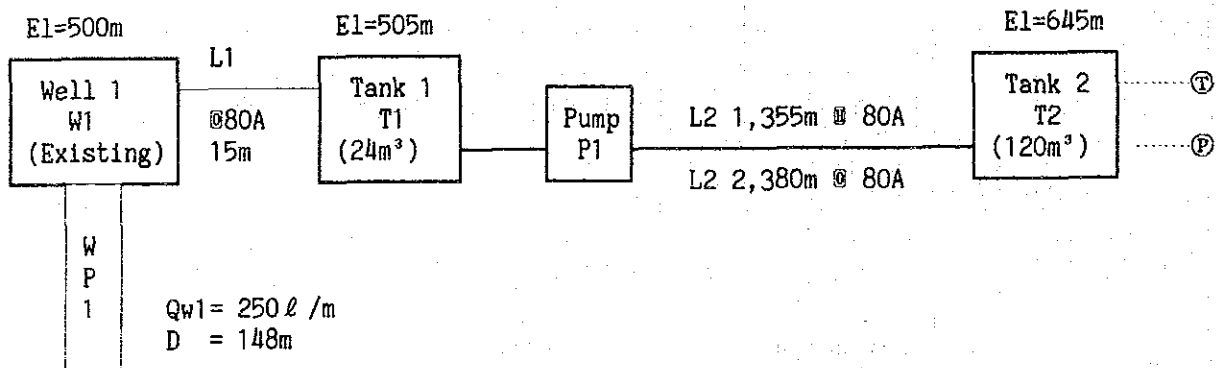 El=500m
El=505m
El=645m
L1
Well 1
W1
(Existing)
@80A
15m
Tank 1
T1
(24m³)
Pump
P1
L2 1,355m @ 80A
L2 2,380m @ 80A
Tank 2
T2
(120m³)
Ⓣ
Ⓟ
W
P
1
Qw1= 250ℓ/m
D = 148m